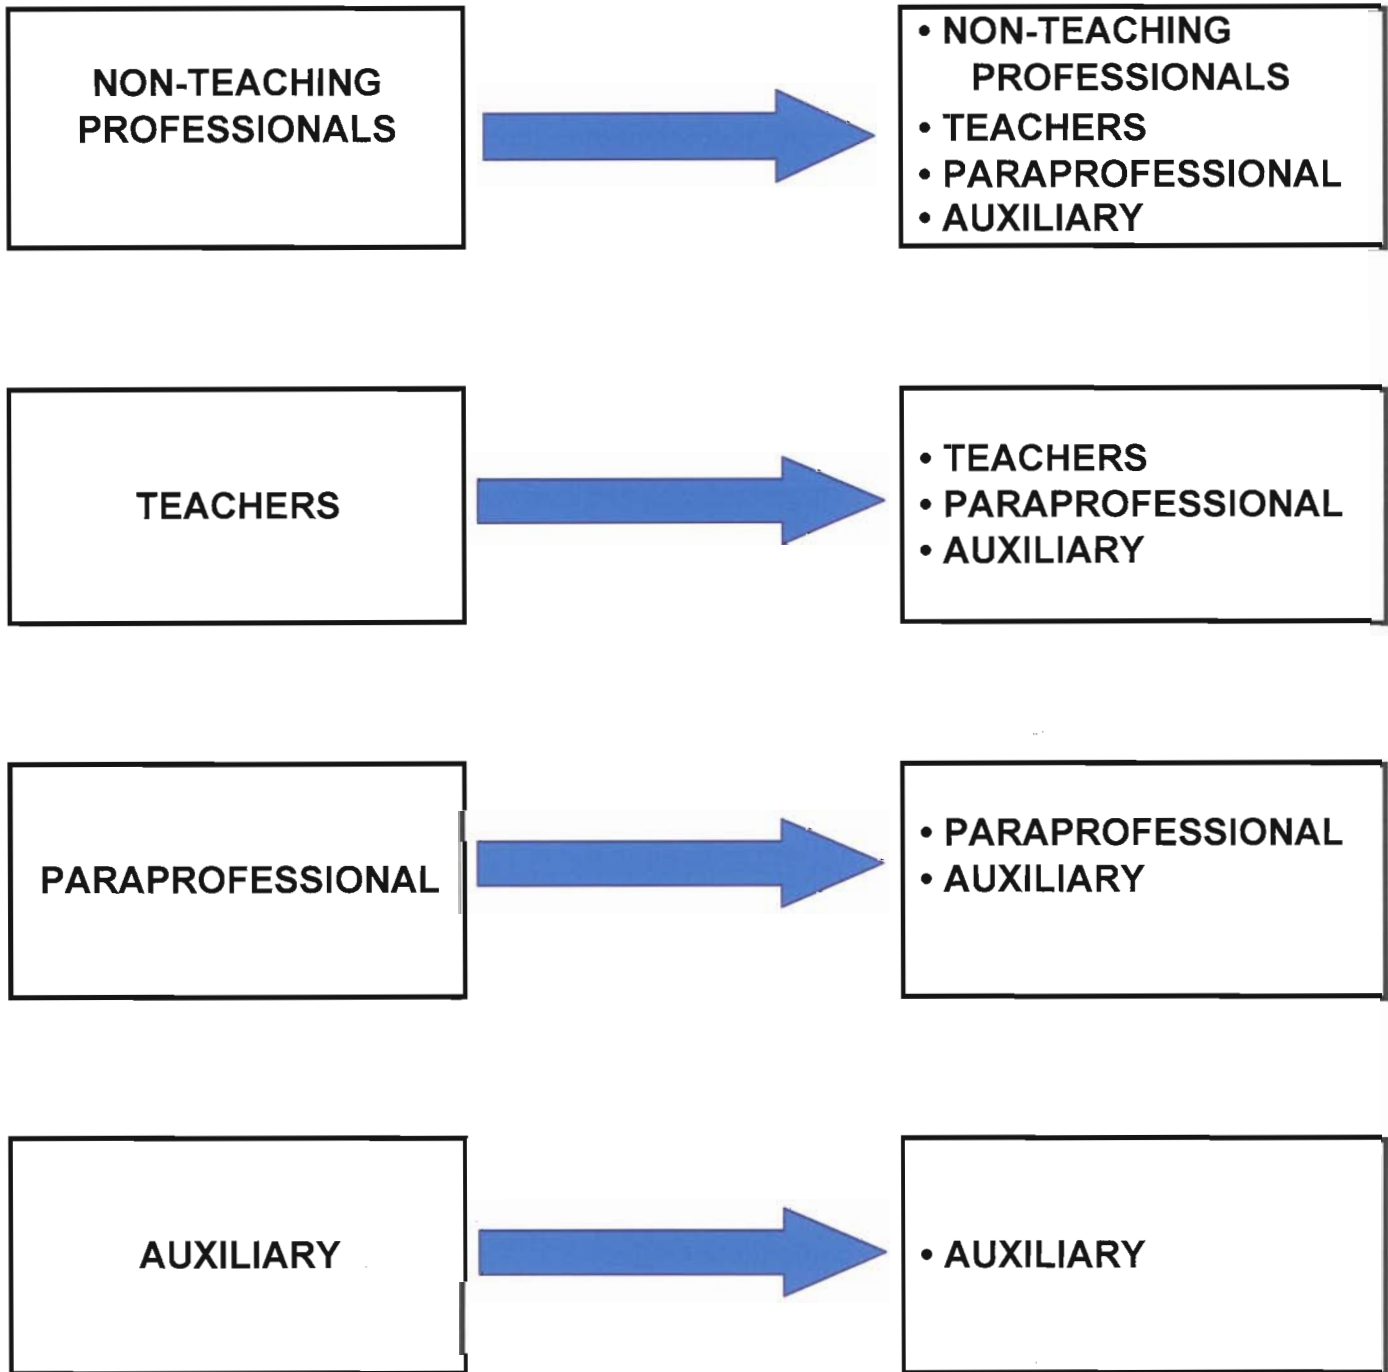 NON-TEACHING
PROFESSIONALS
• NON-TEACHING
PROFESSIONALS
• TEACHERS
• PARAPROFESSIONAL
• AUXILIARY
TEACHERS
• TEACHERS
• PARAPROFESSIONAL
• AUXILIARY
PARAPROFESSIONAL
• PARAPROFESSIONAL
• AUXILIARY
AUXILIARY
• AUXILIARY